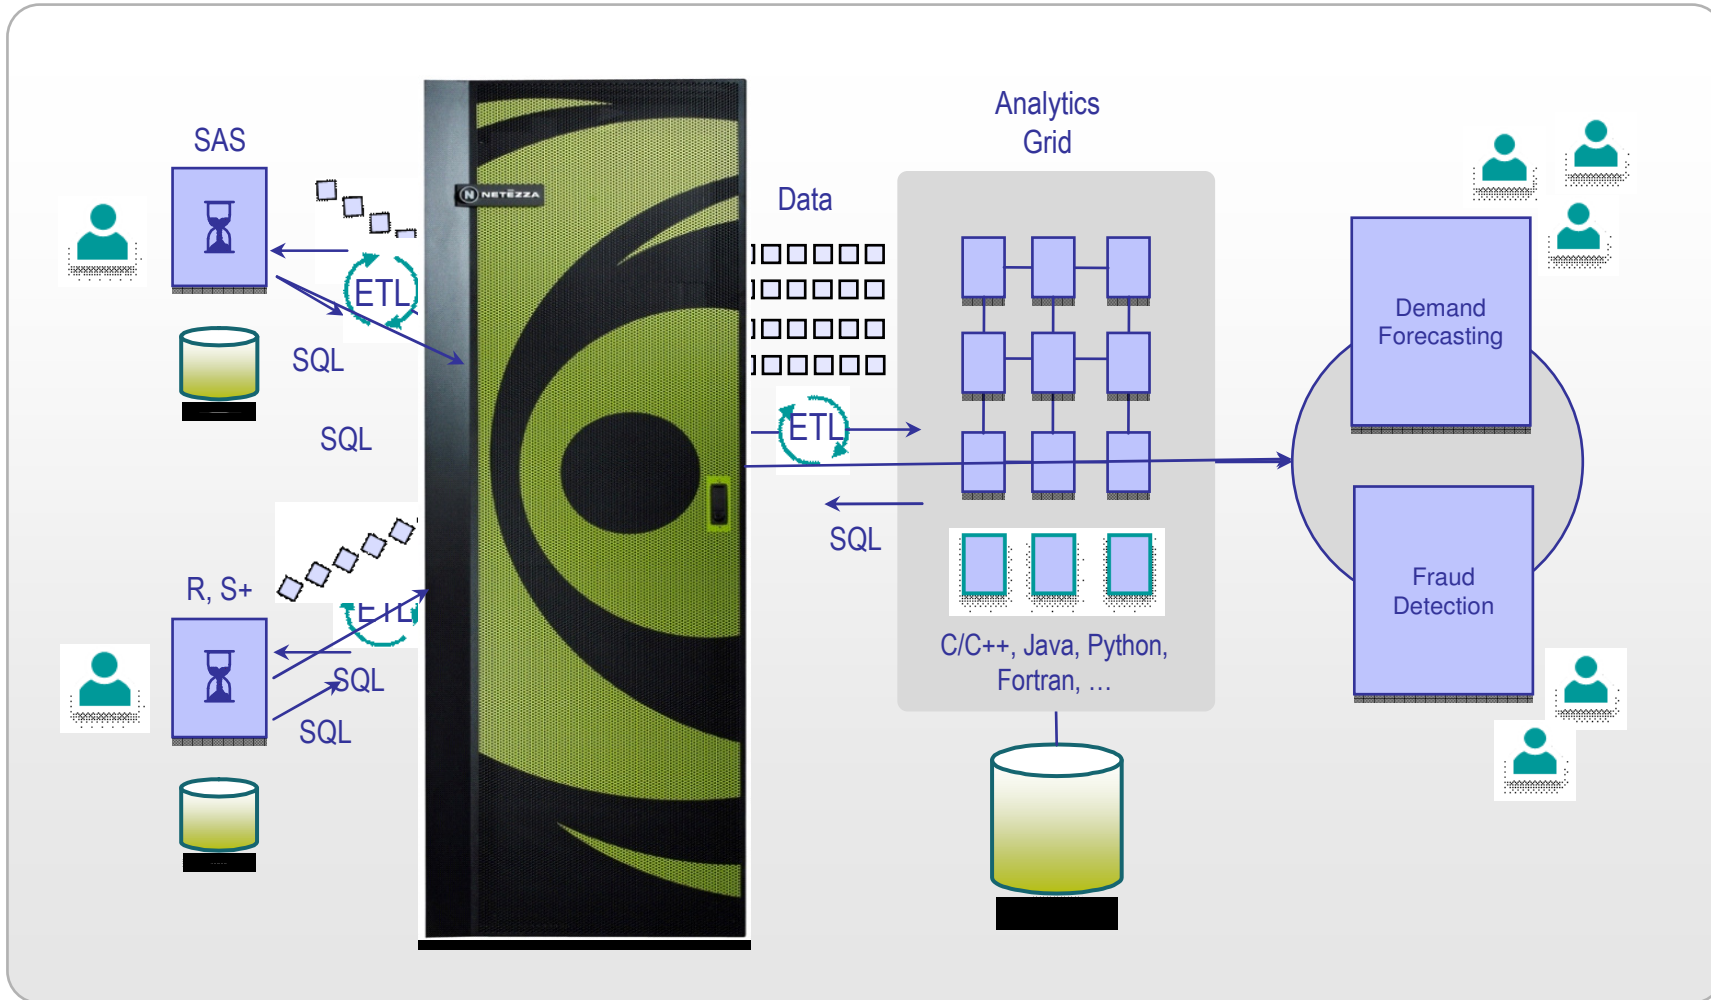 Analytics
Grid
SAS
NETEZZA
Data
ETL
Demand
Forecasting
SQL
SQL
ETL
SQL
R, S+
ETL
Fraud
Detection
C/C++, Java, Python,
Fortran, …
SQL
SQL